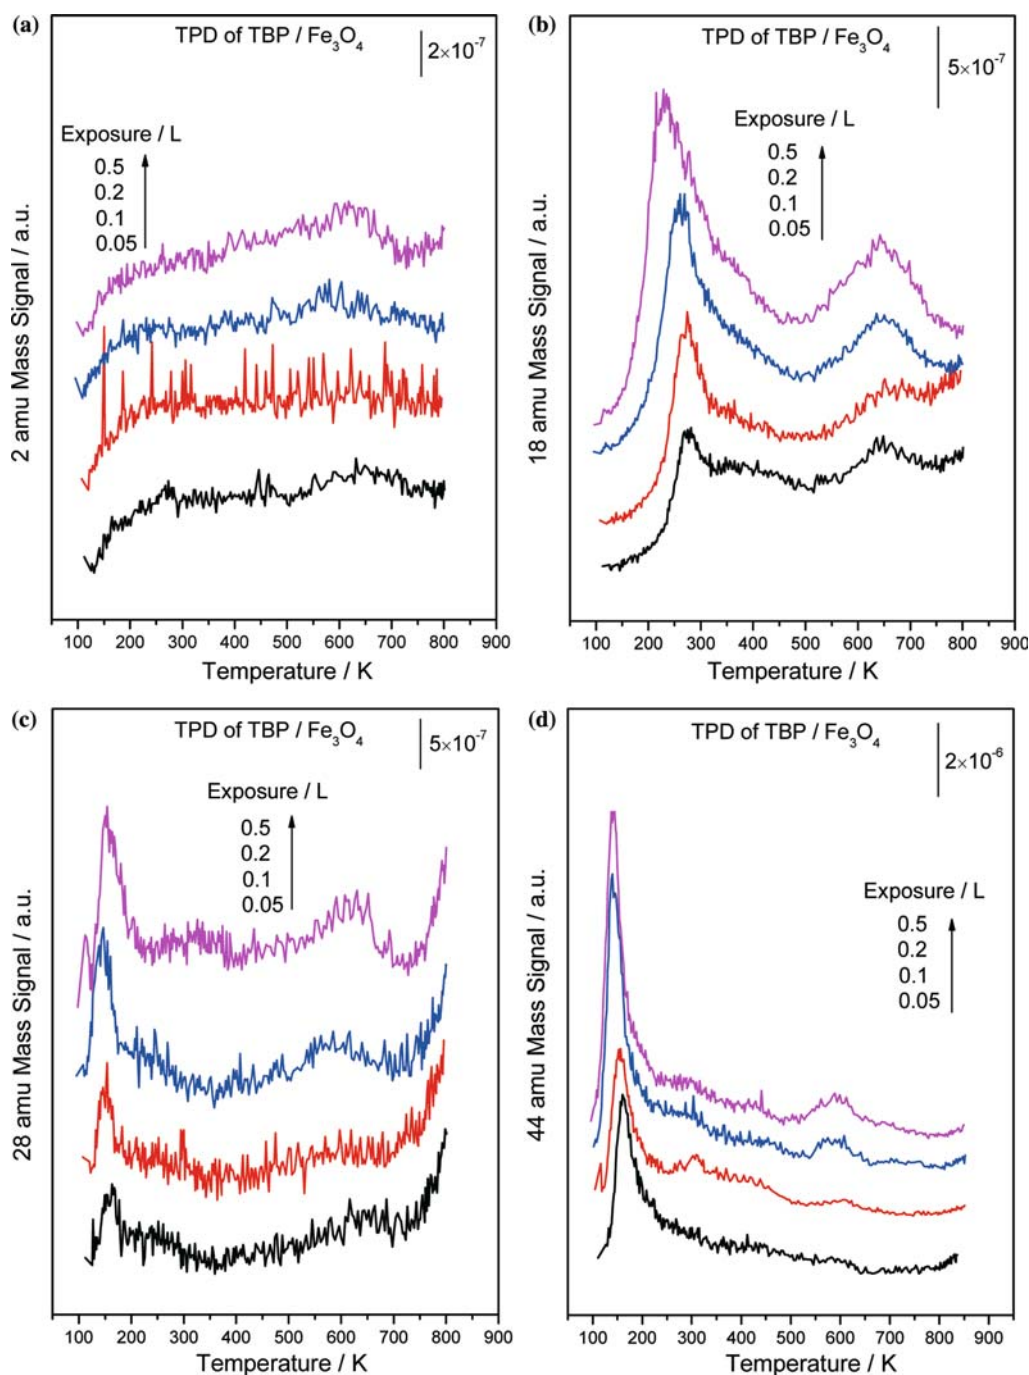 (a)
TPD of TBP / Fe₃O₄
2×10⁻⁷
Exposure / L
0.5
0.2
0.1
0.05
2 amu Mass Signal / a.u.
100 200 300 400 500 600 700 800 900
Temperature / K
(b)
TPD of TBP / Fe₃O₄
5×10⁻⁷
Exposure / L
0.5
0.2
0.1
0.05
18 amu Mass Signal / a.u.
100 200 300 400 500 600 700 800 900
Temperature / K
(c)
TPD of TBP / Fe₃O₄
5×10⁻⁷
Exposure / L
0.5
0.2
0.1
0.05
28 amu Mass Signal / a.u.
100 200 300 400 500 600 700 800 900
Temperature / K
(d)
TPD of TBP / Fe₃O₄
2×10⁻⁶
Exposure / L
0.5
0.2
0.1
0.05
44 amu Mass Signal / a.u.
100 200 300 400 500 600 700 800 900
Temperature / K